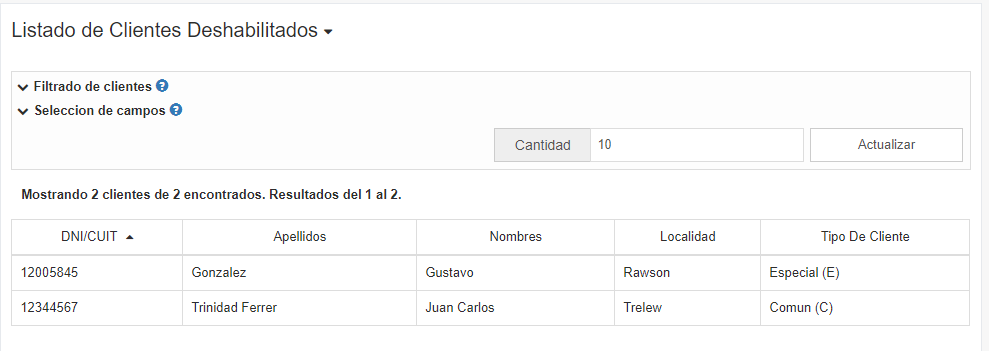 Listado de Clientes Deshabilitados
Filtrado de clientes ?
Seleccion de campos ?
Cantidad 10 Actualizar
Mostrando 2 clientes de 2 encontrados. Resultados del 1 al 2.
DNI/CUIT Apellidos Nombres Localidad Tipo De Cliente
12005845 Gonzalez Gustavo Rawson Especial (E)
12344567 Trinidad Ferrer Juan Carlos Trelew Comun (C)